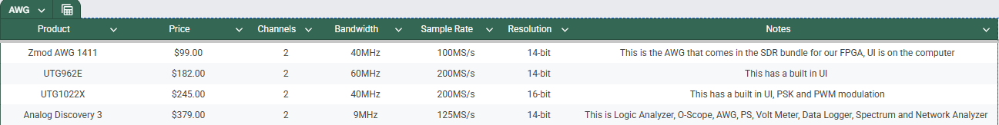 AWG
Product Price Channels Bandwidth Sample Rate Resolution Notes
Zmod AWG 1411 $99.00 2 40MHz 100MS/s 14-bit This is the AWG that comes in the SDR bundle for our FPGA, UI is on the computer
UTG962E $182.00 2 60MHz 200MS/s 14-bit This has a built in UI
UTG1022X $245.00 2 40MHz 200MS/s 16-bit This has a built in UI, PSK and PWM modulation
Analog Discovery 3 $379.00 2 9MHz 125MS/s 14-bit This is Logic Analyzer, O-Scope, AWG, PS, Volt Meter, Data Logger, Spectrum and Network Analyzer